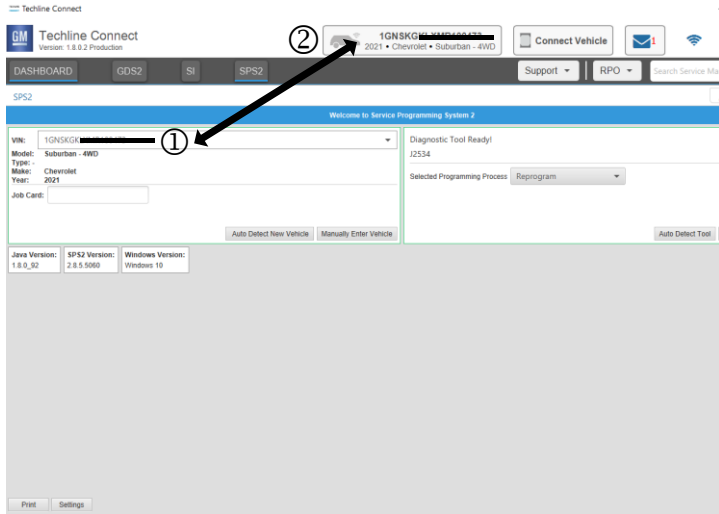 Techline Connect
GM
Techline Connect
Version: 1.8.0.2 Production
②
2021 • Chevrolet • Suburban - 4WD
Connect Vehicle
1
DASHBOARD
GDS2
SI
SPS2
Support
RPO
Search Service Ma
SPS2
Welcome to Service Programming System 2
VIN:
1GNSKGK
①
Model: Suburban - 4WD
Type: -
Make: Chevrolet
Year: 2021
Job Card:
Auto Detect New Vehicle
Manually Enter Vehicle
Diagnostic Tool Ready!
J2534
Selected Programming Process
Reprogram
Auto Detect Tool
Java Version:
1.8.0_92
SPS2 Version:
2.8.5.5060
Windows Version:
Windows 10
Print
Settings